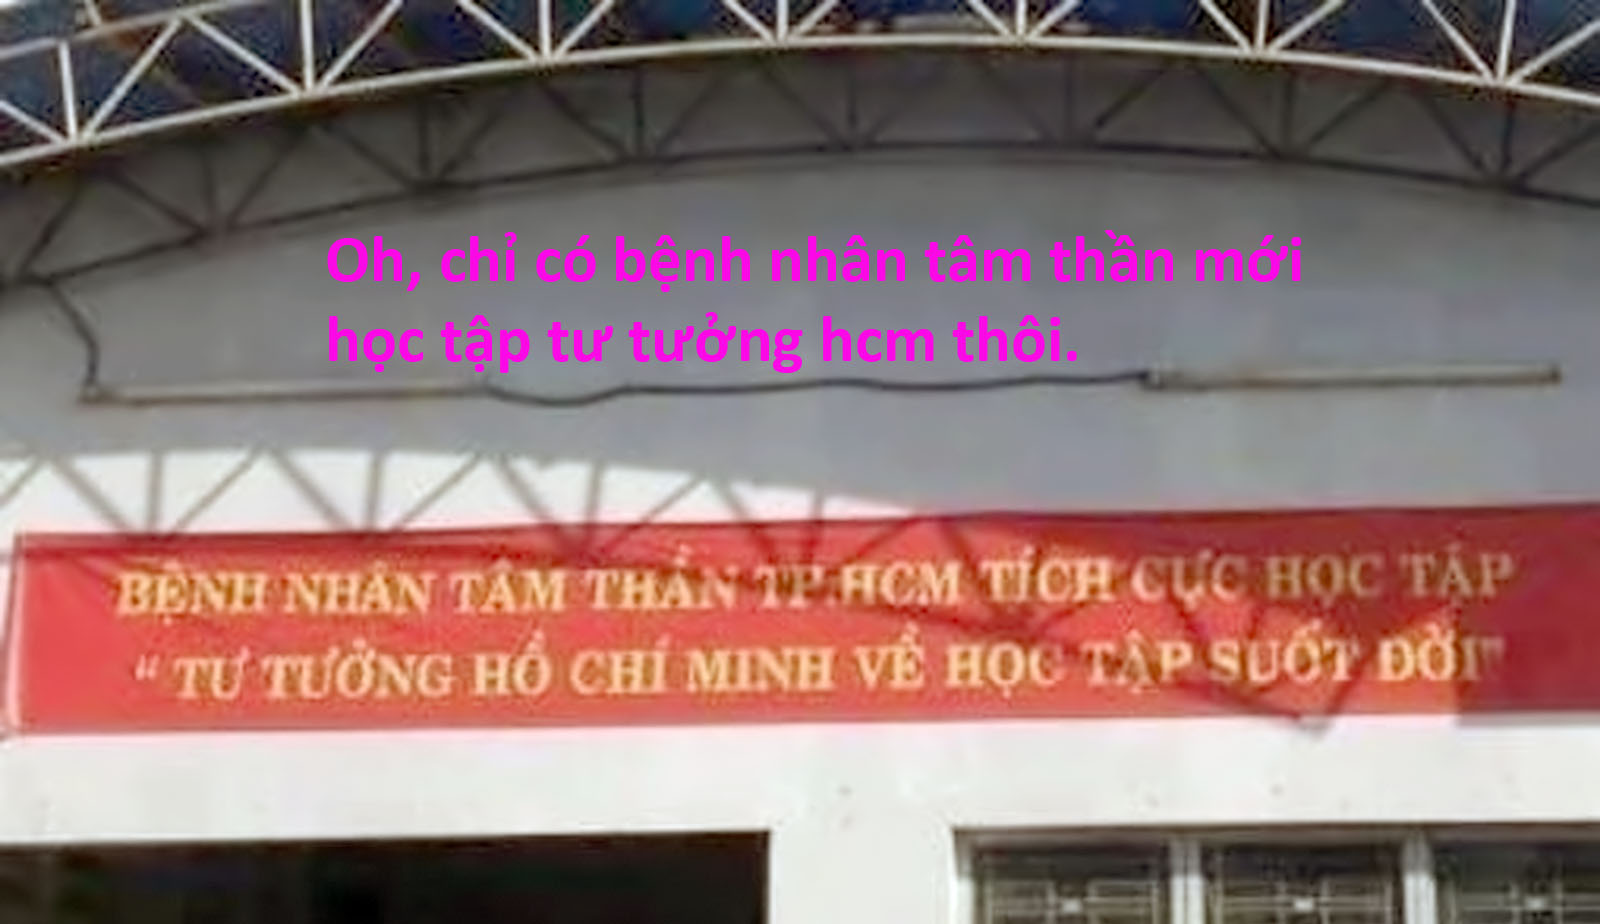 Oh, chỉ có bệnh nhân tâm thần mới
học tập tư tưởng hcm thôi.
BỆNH NHÂN TÂM THẦN TP.HCM TÍCH CỰC HỌC TẬP
“ TƯ TƯỞNG HỒ CHÍ MINH VỀ HỌC TẬP SUỐT ĐỜI”